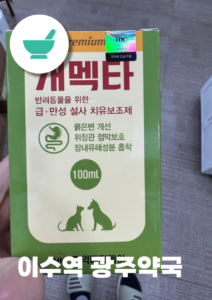 Premium
개멕타
반려동물을 위한
급·만성 설사 치유보조제
묽은변 개선
위장관 점막보호
장내유해성분 흡착
100mL
이수역 광주약국